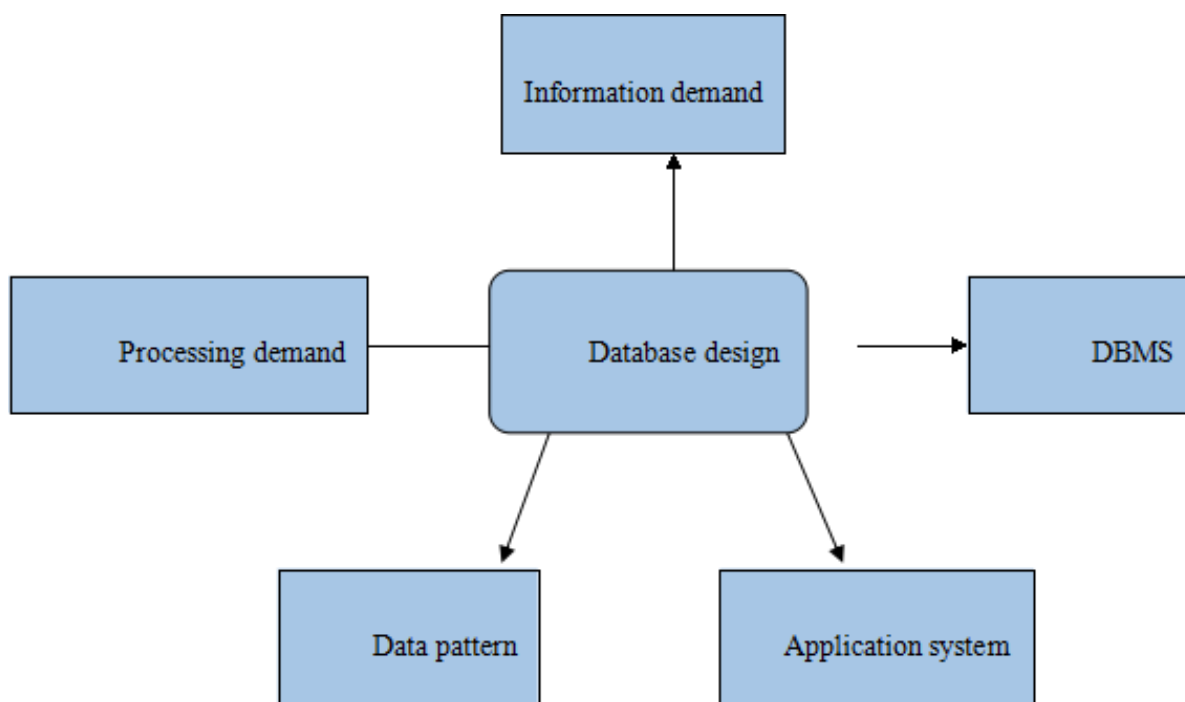 Information demand
Processing demand
Database design
DBMS
Data pattern
Application system